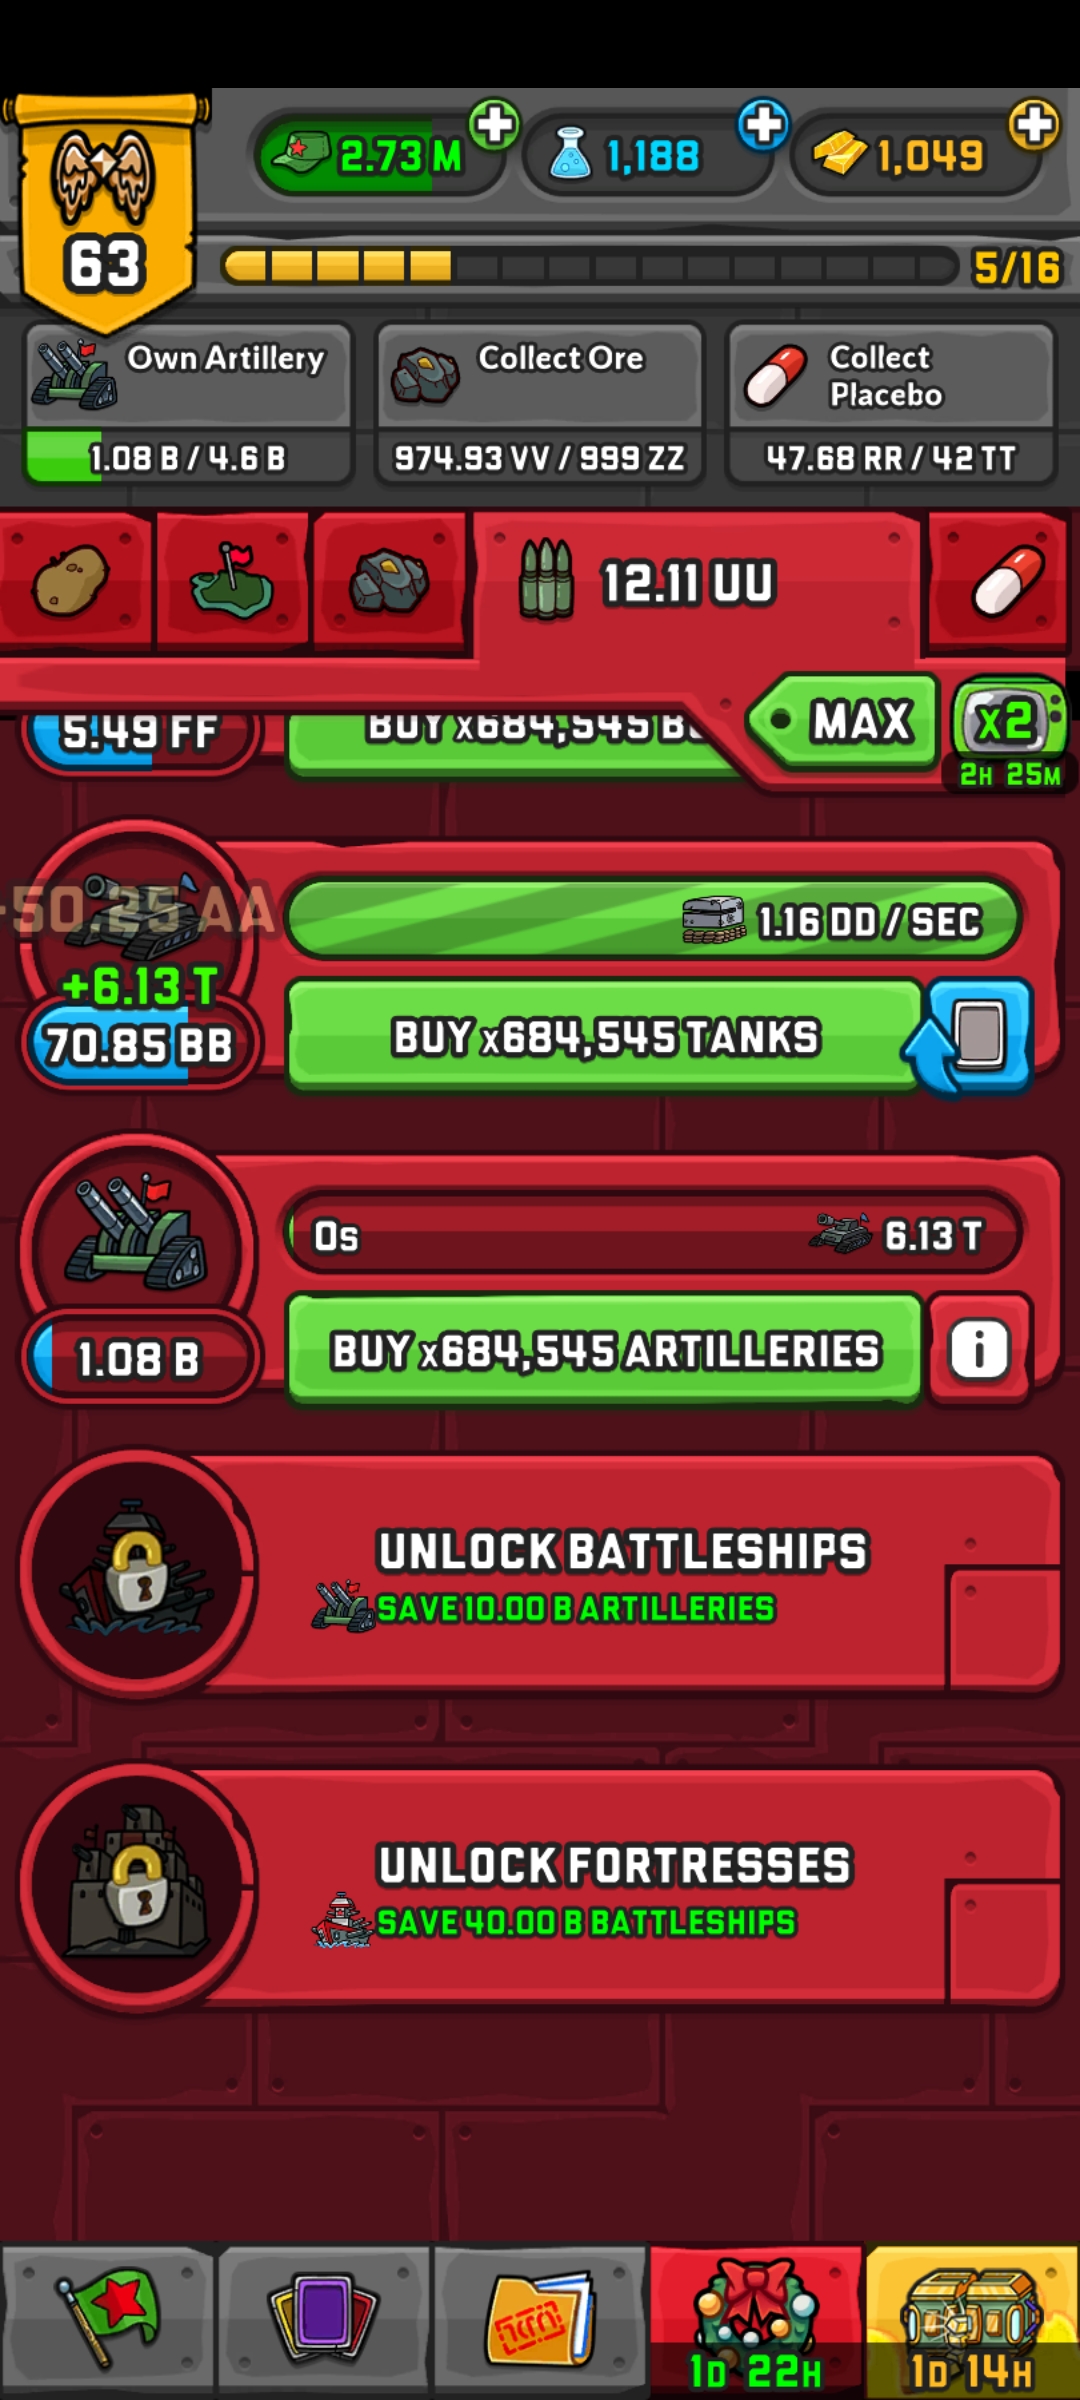 2.73 M
1,188
1,049
63
5/16
Own Artillery
Collect Ore
Collect
Placebo
1.08 B / 4.6 B
974.93 VV / 999 ZZ
47.68 RR / 42 TT
12.11 UU
MAX
x2
2H 25M
5.49 FF
BUY x684,545
-50.25 AA
1.16 DD / SEC
+6.13 T
70.85 BB
BUY x684,545 TANKS
0s
6.13 T
1.08 B
BUY x684,545 ARTILLERIES
i
UNLOCK BATTLESHIPS
SAVE 10.00 B ARTILLERIES
UNLOCK FORTRESSES
SAVE 40.00 B BATTLESHIPS
1D 22H
1D 14H